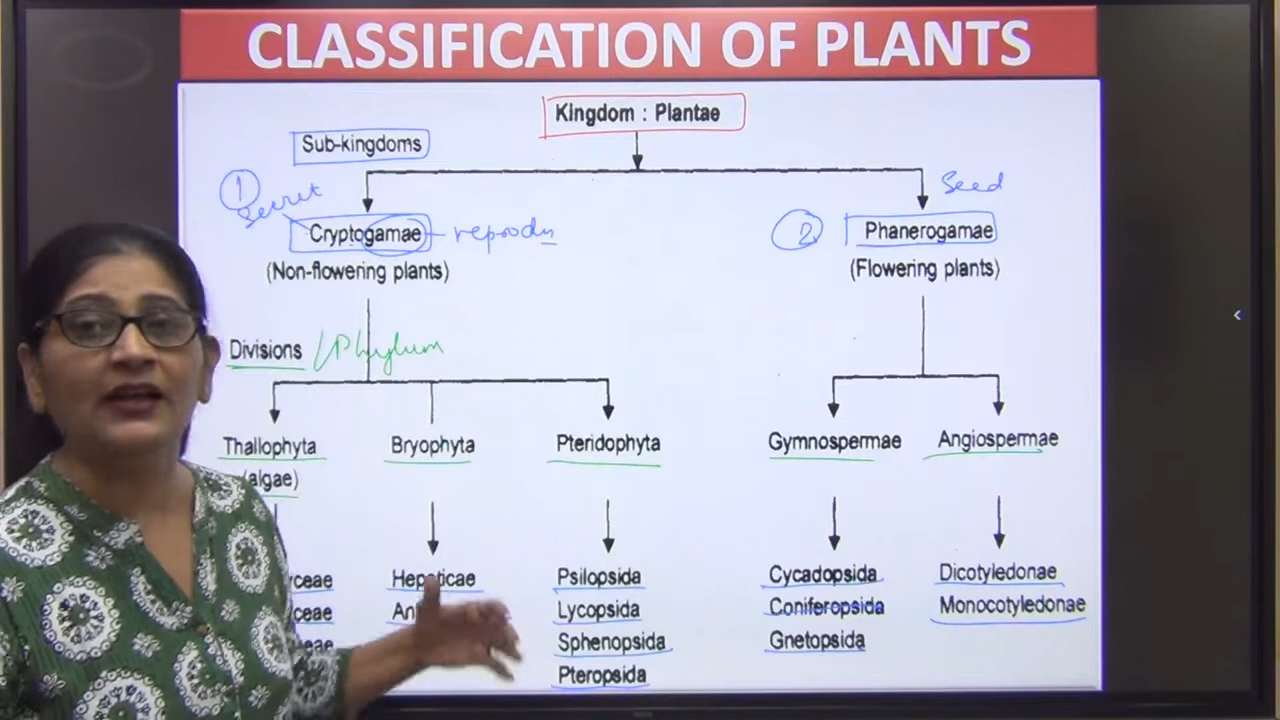 CLASSIFICATION OF PLANTS
Kingdom : Plantae
Sub-kingdoms
1 Secret
Seed
Cryptogamae - reprodn
2 Phanerogamae
(Non-flowering plants)
(Flowering plants)
Divisions / Phylum
Thallophyta
Bryophyta
Pteridophyta
Gymnospermae
Angiospermae
(algae)
Hepaticae
Psilopsida
Lycopsida
Sphenopsida
Pteropsida
Cycadopsida
Coniferopsida
Gnetopsida
Dicotyledonae
Monocotyledonae